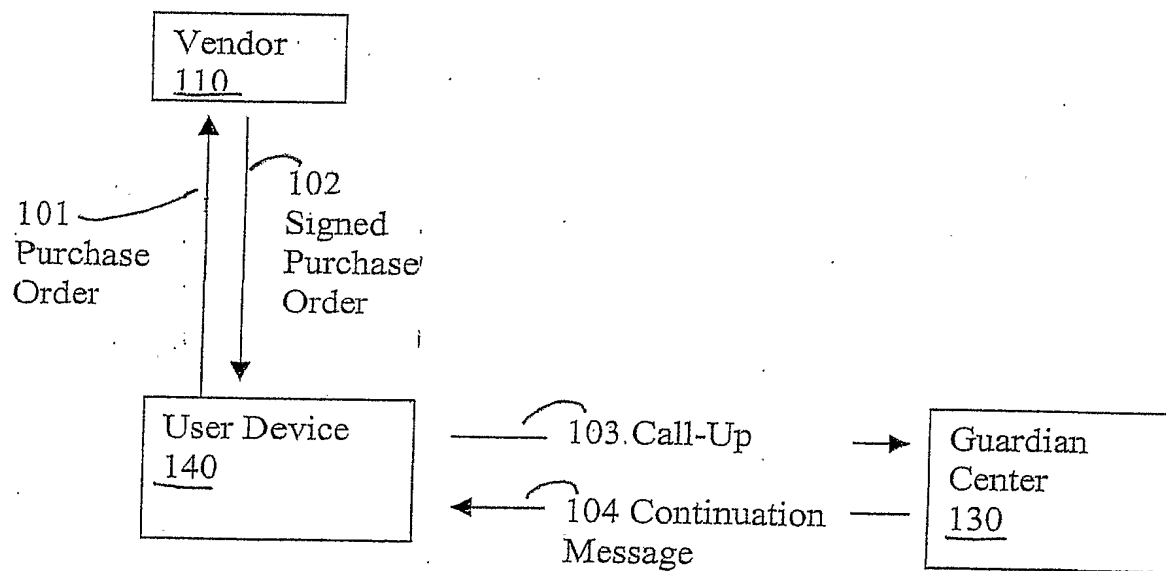 Vendor
110
101
Purchase
Order
102
Signed
Purchase
Order
User Device
140
103 Call-Up
104 Continuation
Message
Guardian
Center
130